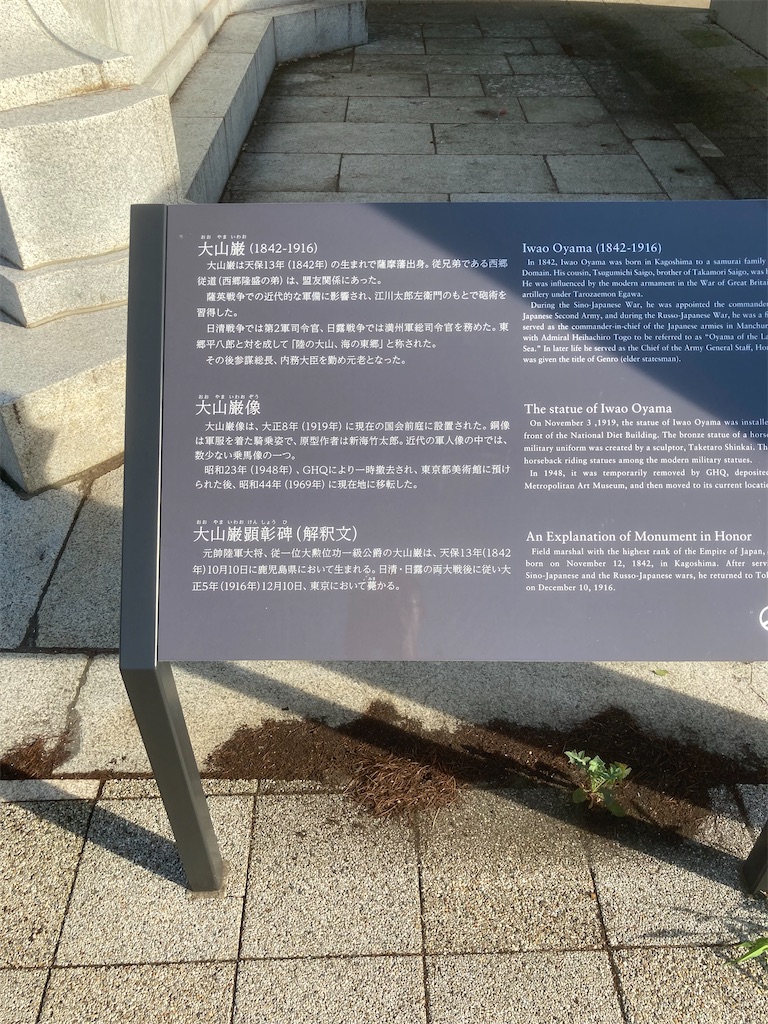 おお やま いわお
大山巌 (1842-1916)
大山巌は天保13年（1842年）の生まれで薩摩藩出身。従兄弟である西郷
従道（西郷隆盛の弟）は、盟友関係にあった。
薩英戦争での近代的な軍備に影響され、江川太郎左衛門のもとで砲術を
習得した。
日清戦争では第2軍司令官、日露戦争では満州軍総司令官を務めた。東
郷平八郎と対を成して「陸の大山、海の東郷」と称された。
その後参謀総長、内務大臣を勤め元老となった。
おお やま いわお ぞう
大山巌像
大山巌像は、大正8年（1919年）に現在の国会前庭に設置された。銅像
は軍服を着た騎乗姿で、原型作者は新海竹太郎。近代の軍人像の中では、
数少ない乗馬像の一つ。
昭和23年（1948年）、GHQにより一時撤去され、東京都美術館に預け
られた後、昭和44年（1969年）に現在地に移転した。
おお やま いわお けん しょう ひ
大山巌顕彰碑（解釈文）
元帥陸軍大将、従一位大勲位功一級公爵の大山巌は、天保13年(1842
年)10月10日に鹿児島県において生まれる。日清・日露の両大戦後に従い大
正5年（1916年）12月10日、東京において薨かる。
Iwao Oyama (1842-1916)
In 1842, Iwao Oyama was born in Kagoshima to a samurai family
Domain. His cousin, Tsugumichi Saigo, brother of Takamori Saigo, was
He was influenced by the modern armament in the War of Great Britai
artillery under Tarozaemon Egawa.
During the Sino-Japanese War, he was appointed the commander
Japanese Second Army, and during the Russo-Japanese War, he was a
served as the commander-in-chief of the Japanese armies in Manchur
with Admiral Heihachiro Togo to be referred to as "Oyama of the La
Sea." In later life he served as the Chief of the Army General Staff, Ho
was given the title of Genro (elder statesman).
The statue of Iwao Oyama
On November 3 ,1919, the statue of Iwao Oyama was installe
front of the National Diet Building. The bronze statue of a horse
military uniform was created by a sculptor, Taketaro Shinkai. Th
horseback riding statues among the modern military statues.
In 1948, it was temporarily removed by GHQ, deposited
Metropolitan Art Museum, and then moved to its current locatio
An Explanation of Monument in Honor
Field marshal with the highest rank of the Empire of Japan,
born on November 12, 1842, in Kagoshima. After serv
Sino-Japanese and the Russo-Japanese wars, he returned to Tok
on December 10, 1916.